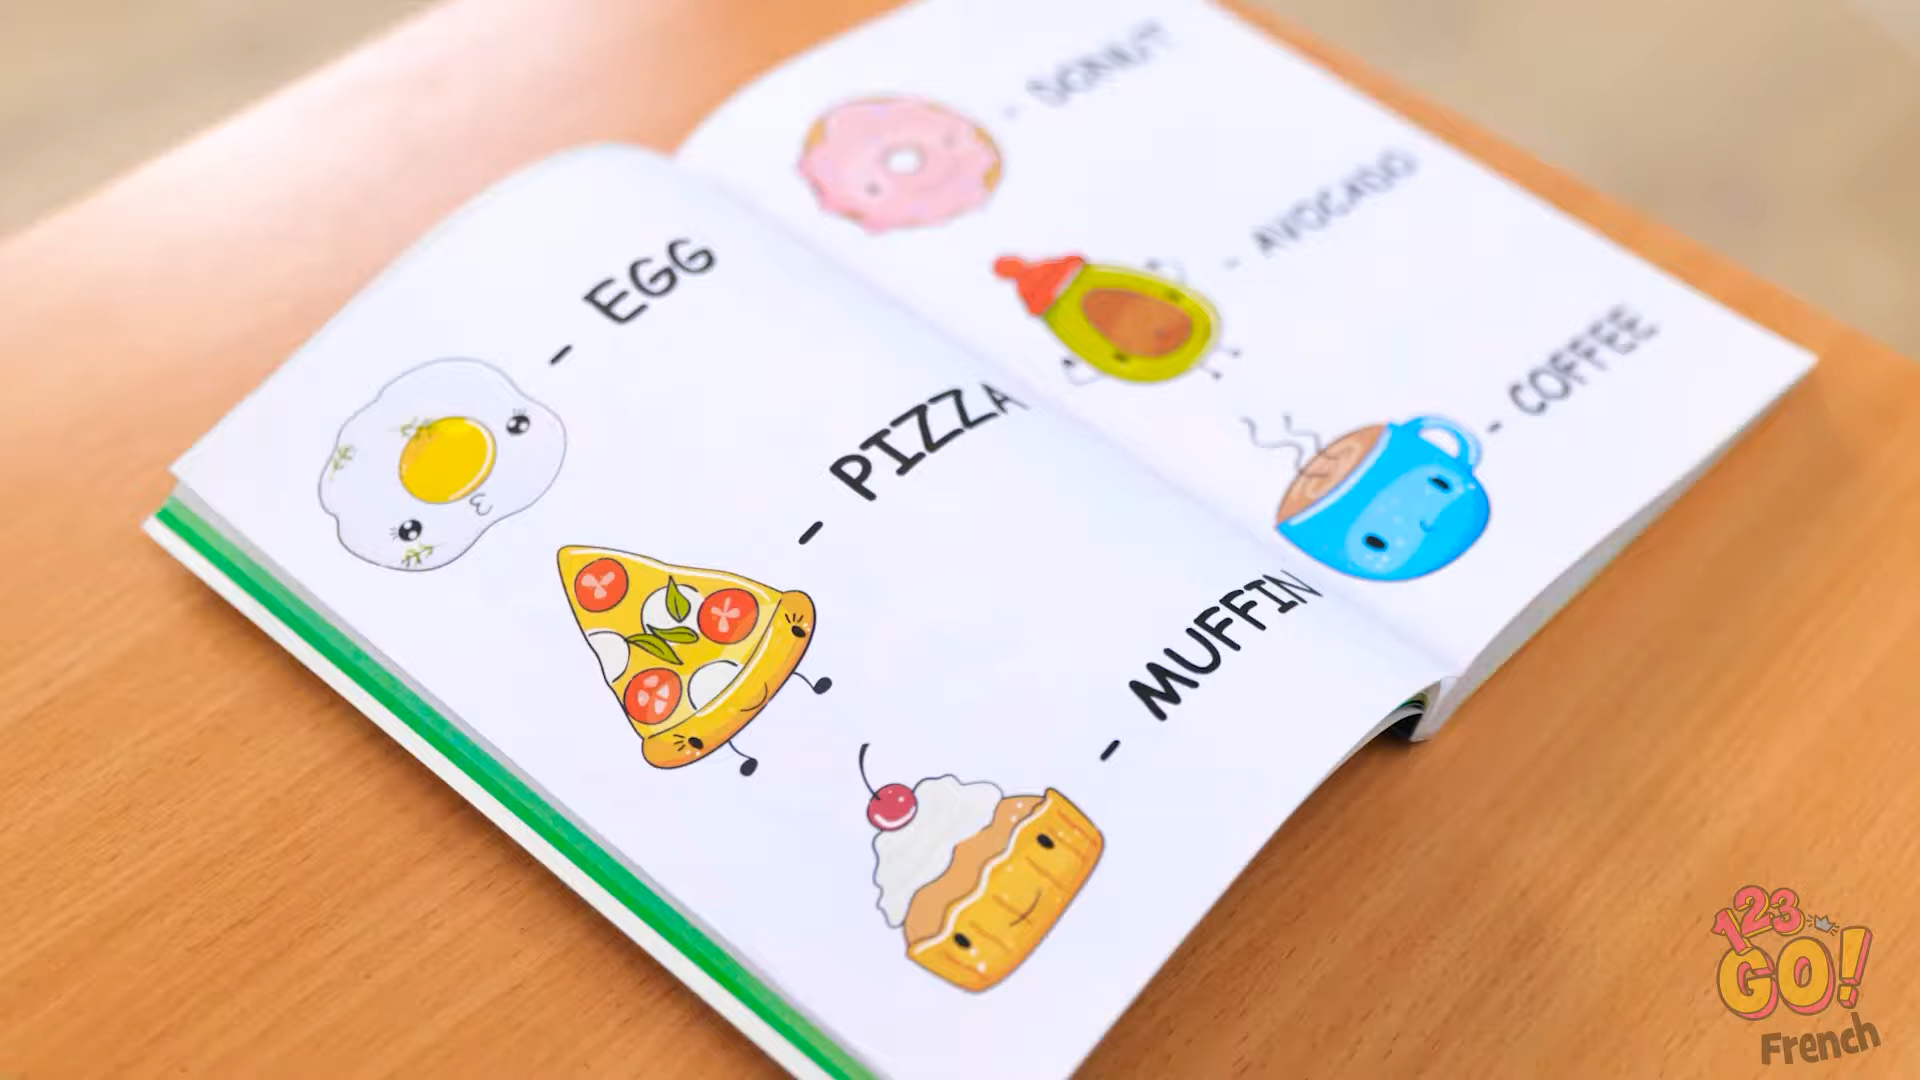 - EGG
- PIZZA
- MUFFIN
- DONUT
- AVOCADO
- COFFEE
123
GO!
French